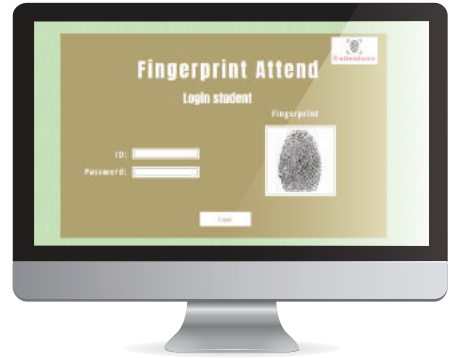 Fingerprint Attend
Login student
Fingerprint
ID:
Password:
Login